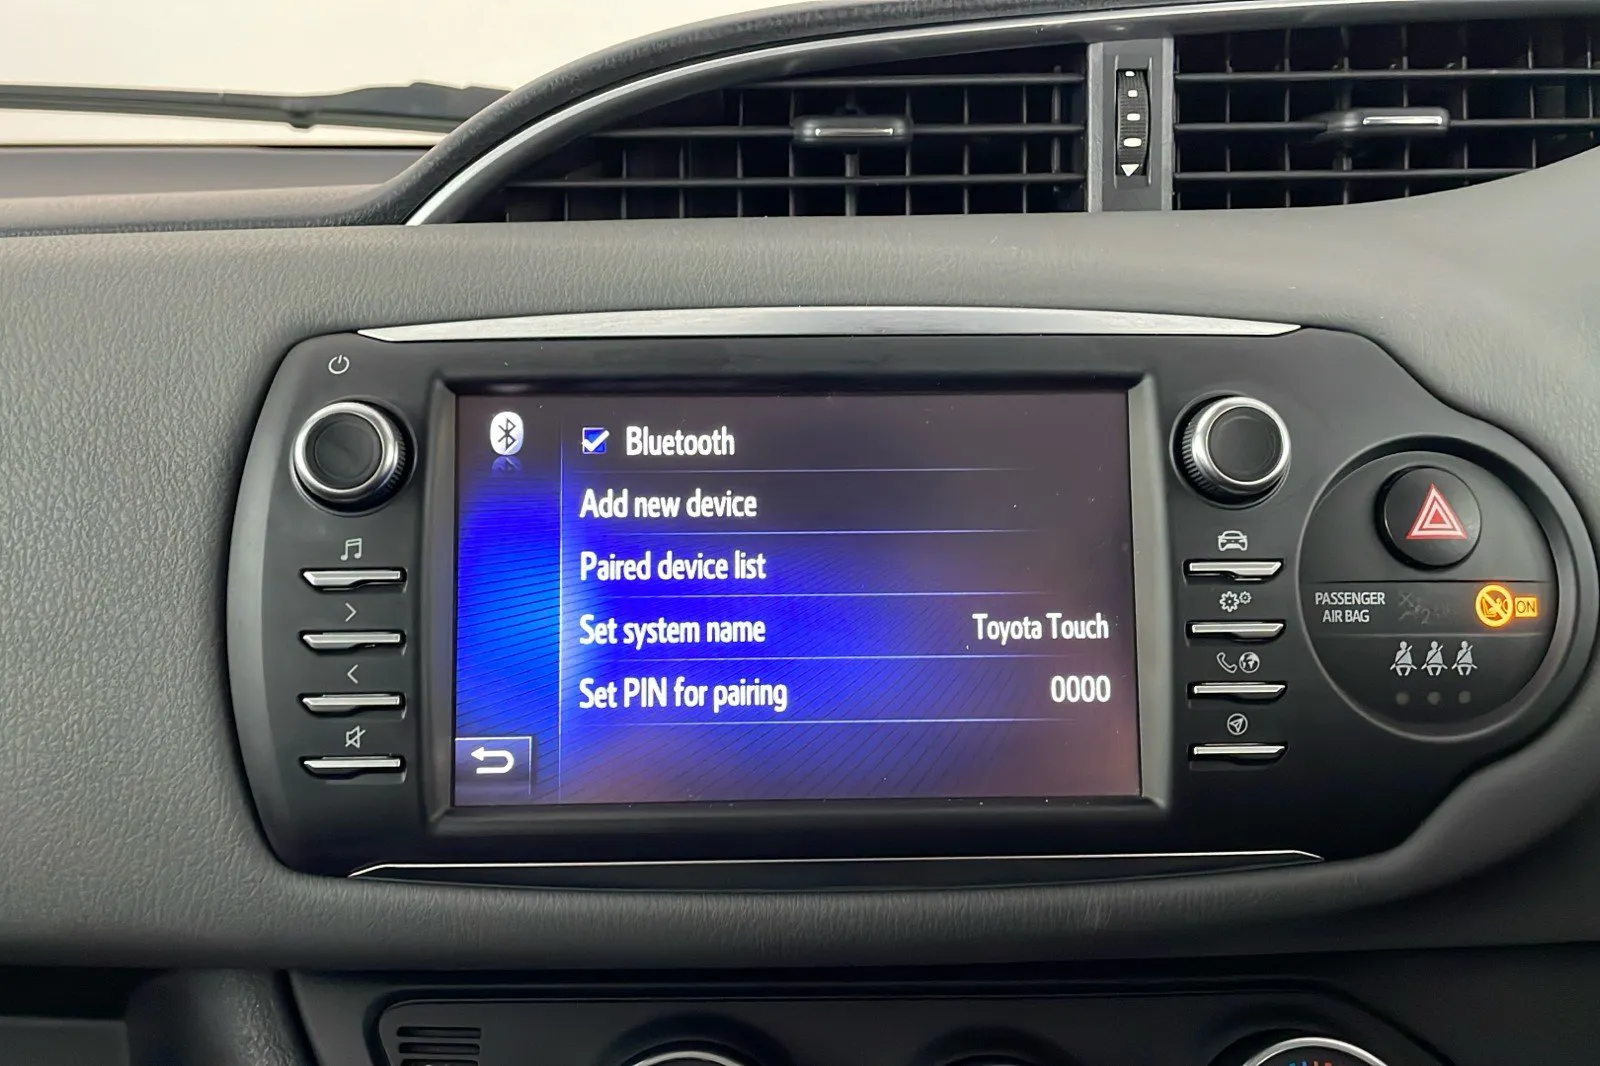 Bluetooth
Add new device
Paired device list
Set system name Toyota Touch
Set PIN for pairing 0000
PASSENGER
AIR BAG
ON